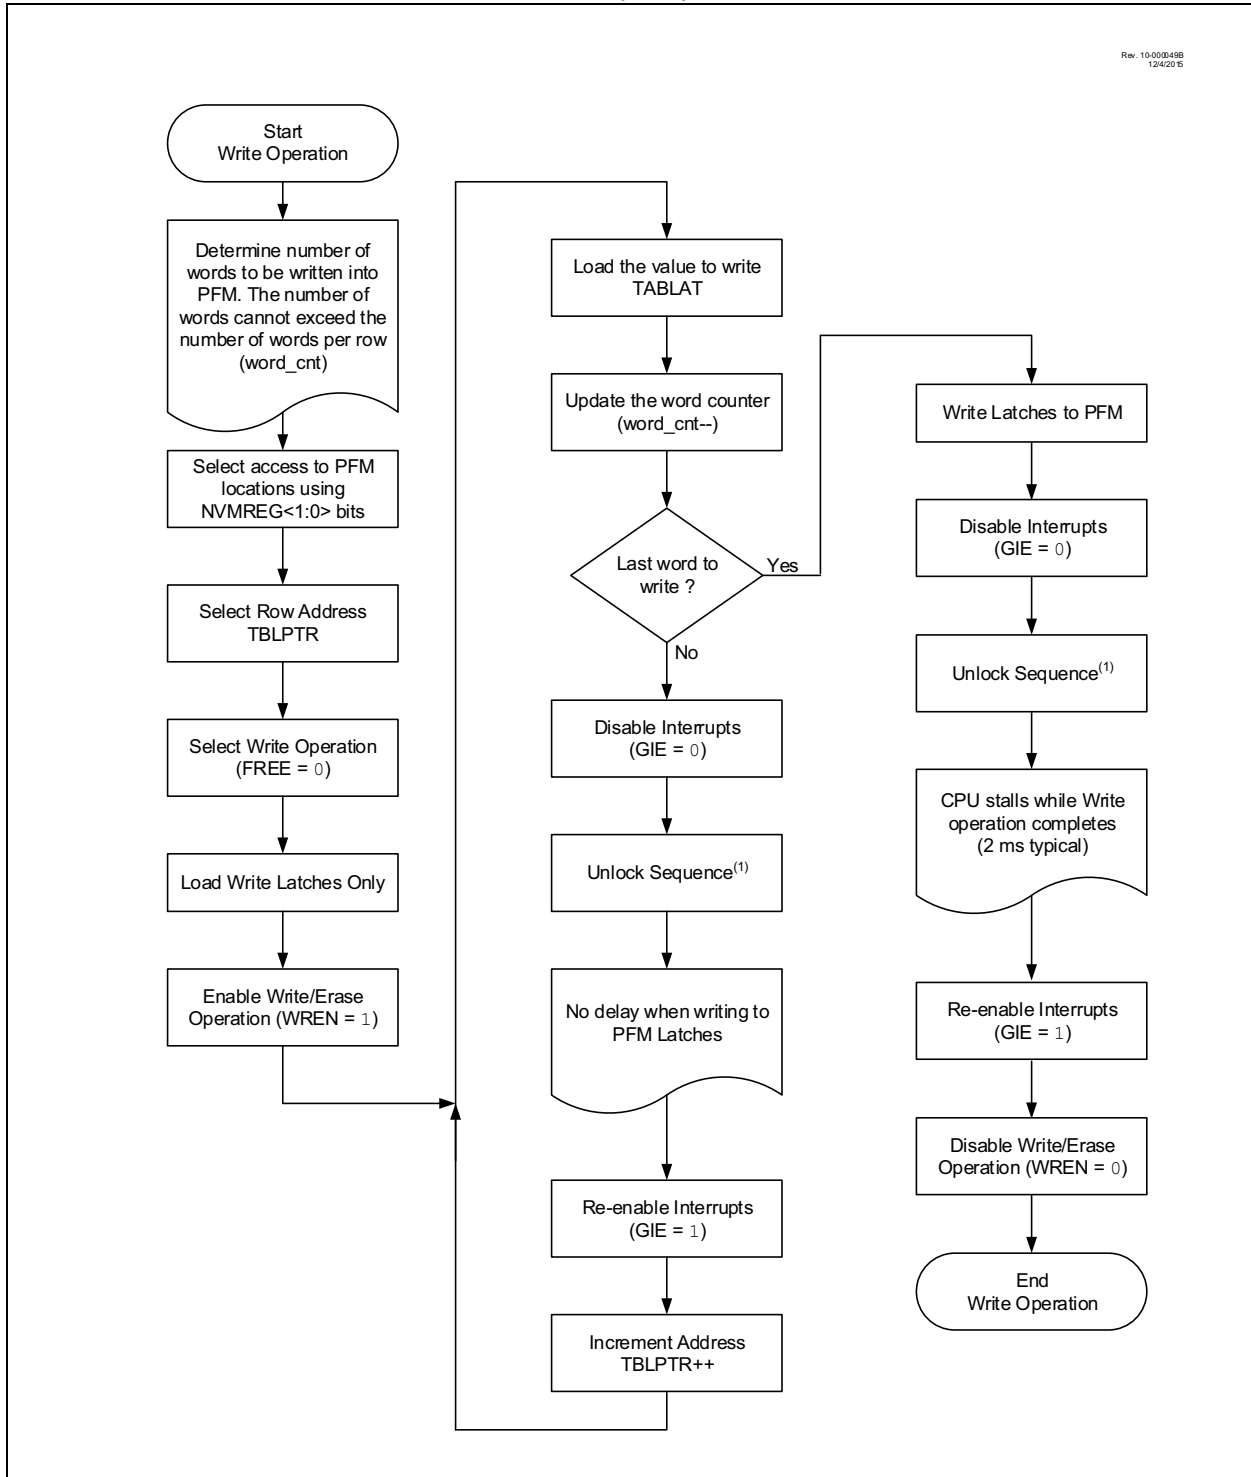 Rev. 10-000049B
12/4/2015
Start
Write Operation
Determine number of
words to be written into
PFM. The number of
words cannot exceed the
number of words per row
(word_cnt)
Select access to PFM
locations using
NVMREG<1:0> bits
Select Row Address
TBLPTR
Select Write Operation
(FREE = 0)
Load Write Latches Only
Enable Write/Erase
Operation (WREN = 1)
Load the value to write
TABLAT
Update the word counter
(word_cnt--)
Last word to
write ?
Yes
No
Disable Interrupts
(GIE = 0)
Unlock Sequence(1)
No delay when writing to
PFM Latches
Re-enable Interrupts
(GIE = 1)
Increment Address
TBLPTR++
Write Latches to PFM
Disable Interrupts
(GIE = 0)
Unlock Sequence(1)
CPU stalls while Write
operation completes
(2 ms typical)
Re-enable Interrupts
(GIE = 1)
Disable Write/Erase
Operation (WREN = 0)
End
Write Operation